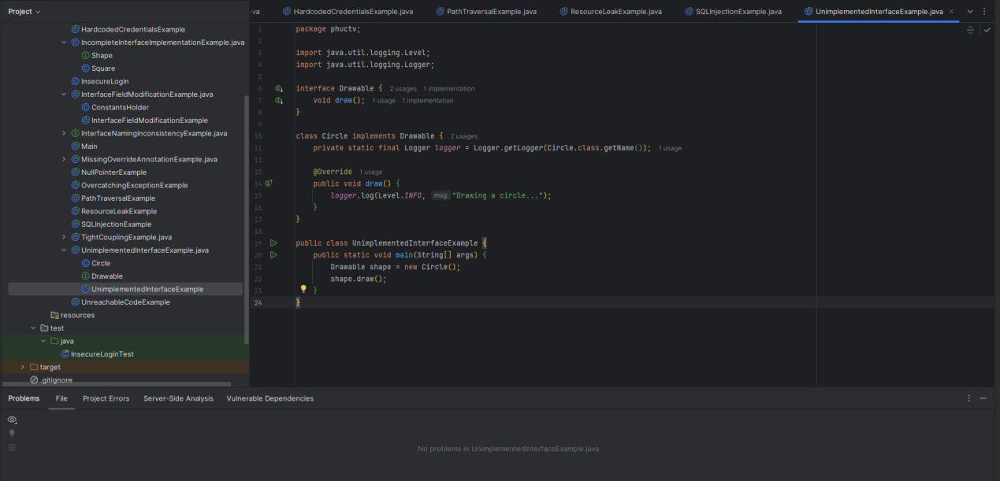 Project
va
HardcodedCredentialsExample.java
PathTraversalExample.java
ResourceLeakExample.java
SQLInjectionExample.java
UnimplementedInterfaceExample.java
HardcodedCredentialsExample
IncompleteInterfaceImplementationExample.java
Shape
Square
InsecureLogin
InterfaceFieldModificationExample.java
ConstantsHolder
InterfaceFieldModificationExample
InterfaceNamingInconsistencyExample.java
Main
MissingOverrideAnnotationExample.java
NullPointerExample
OvercatchingExceptionExample
PathTraversalExample
ResourceLeakExample
SQLInjectionExample
TightCouplingExample.java
UnimplementedInterfaceExample.java
Circle
Drawable
UnimplementedInterfaceExample
UnreachableCodeExample
resources
test
java
InsecureLoginTest
target
.gitignore
1 package phuctv;
2
3 import java.util.logging.Level;
4 import java.util.logging.Logger;
5
6 interface Drawable { 2 usages 1 implementation
7 void draw(); 1 usage 1 implementation
8 }
9
10 class Circle implements Drawable { 2 usages
11 private static final Logger logger = Logger.getLogger(Circle.class.getName()); 1 usage
12
13 @Override 1 usage
14 public void draw() {
15 logger.log(Level.INFO, msg: "Drawing a circle...");
16 }
17 }
18
19 public class UnimplementedInterfaceExample {
20 public static void main(String[] args) {
21 Drawable shape = new Circle();
22 shape.draw();
23 }
24 }
Problems File Project Errors Server-Side Analysis Vulnerable Dependencies
No problems in UnimplementedInterfaceExample.java